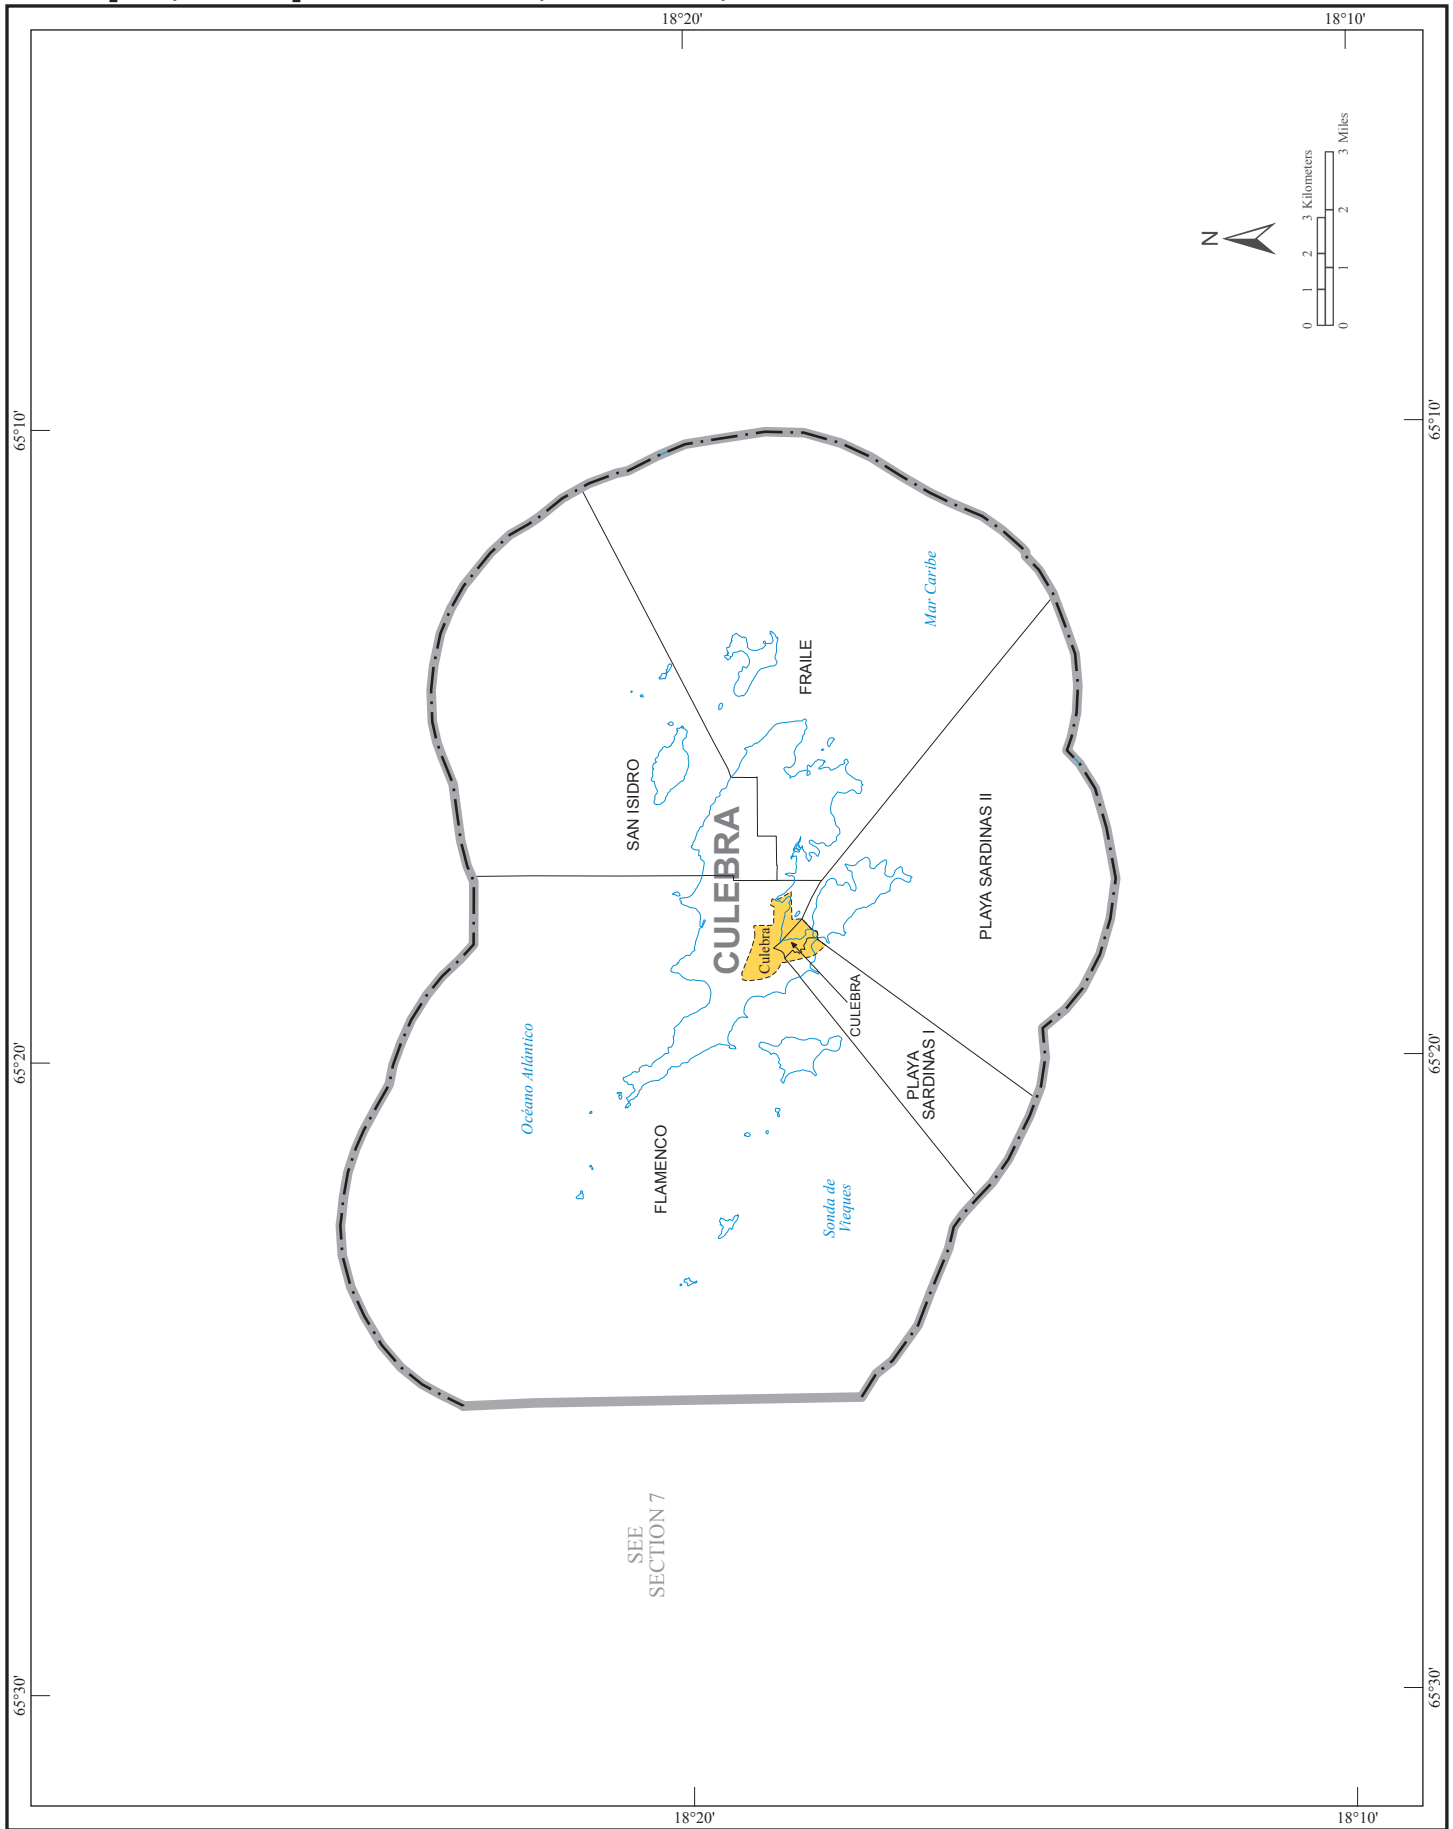 18°20'
18°10'
65°10'
65°10'
65°20'
65°20'
65°30'
65°30'
18°20'
18°10'
N
0 1 2 3 Kilometers
0 1 2 3 Miles
Océano Atlántico
SAN ISIDRO
FLAMENCO
CULEBRA
Culebra
CULEBRA
FRAILE
Mar Caribe
PLAYA SARDINAS II
PLAYA
SARDINAS I
Sonda de
Vieques
SEE
SECTION 7